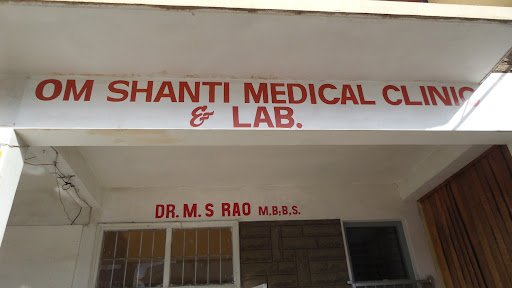 OM SHANTI MEDICAL CLINIC
& LAB.
DR. M. S RAO M.B;B.S.